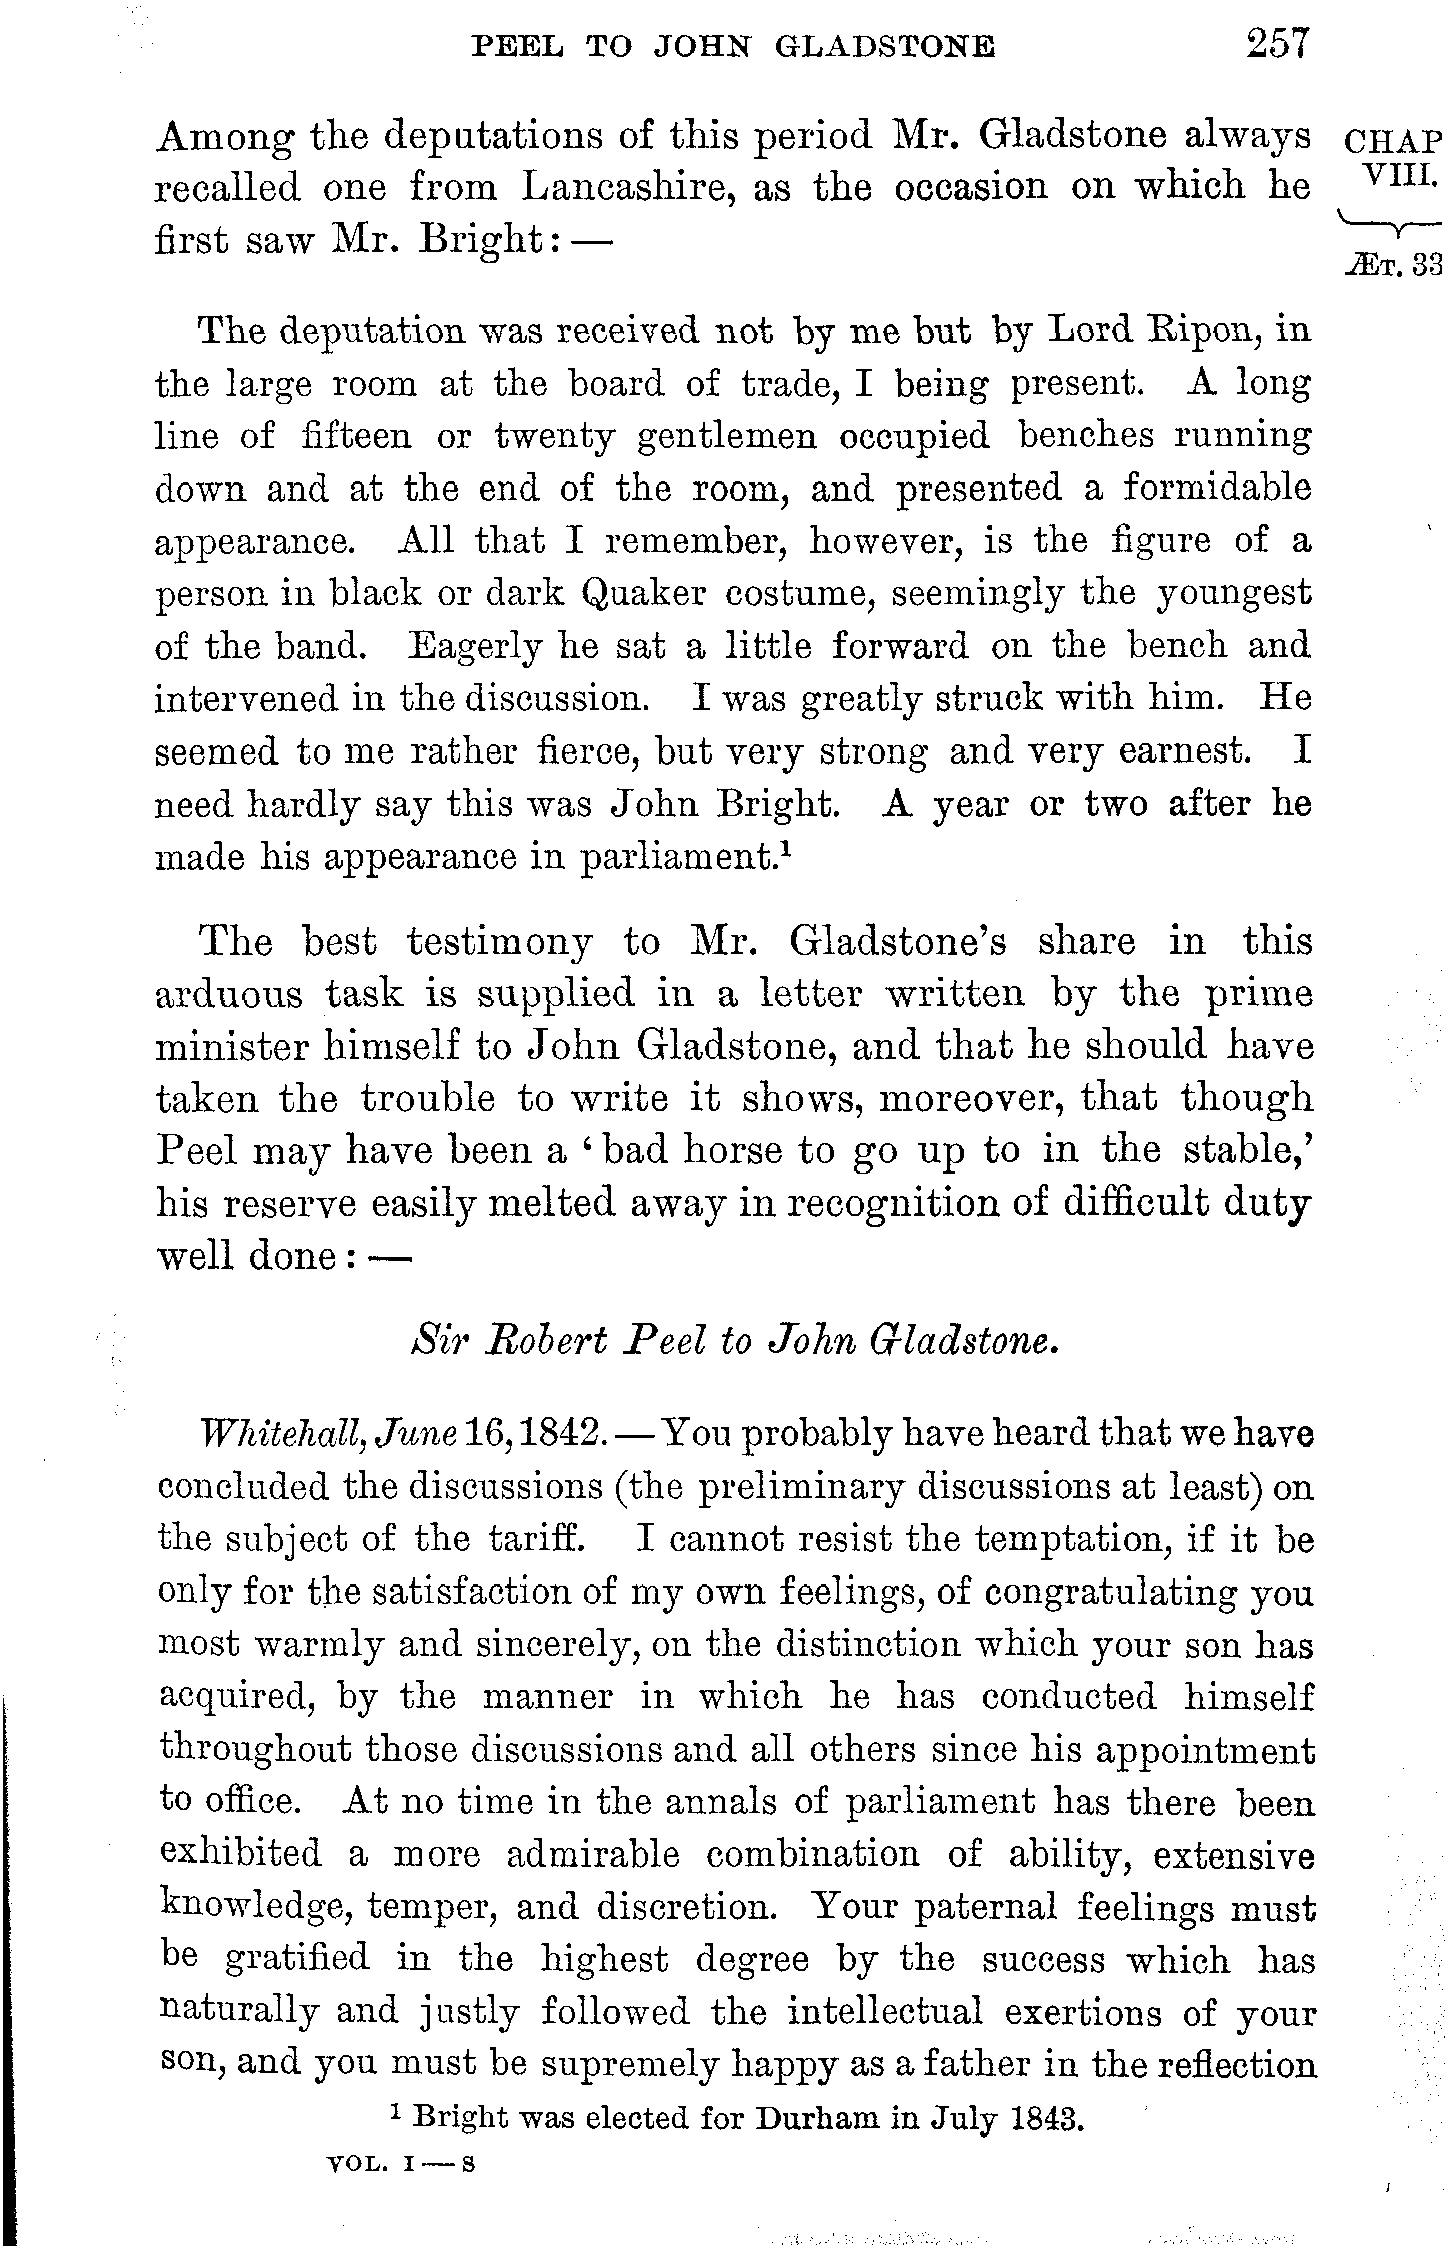 PEEL TO JOHN GLADSTONE 257
Among the deputations of this period Mr. Gladstone always
recalled one from Lancashire, as the occasion on which he
first saw Mr. Bright: —
CHAP
VIII.
ÆT. 33
The deputation was received not by me but by Lord Ripon, in
the large room at the board of trade, I being present. A long
line of fifteen or twenty gentlemen occupied benches running
down and at the end of the room, and presented a formidable
appearance. All that I remember, however, is the figure of a
person in black or dark Quaker costume, seemingly the youngest
of the band. Eagerly he sat a little forward on the bench and
intervened in the discussion. I was greatly struck with him. He
seemed to me rather fierce, but very strong and very earnest. I
need hardly say this was John Bright. A year or two after he
made his appearance in parliament.¹
The best testimony to Mr. Gladstone's share in this
arduous task is supplied in a letter written by the prime
minister himself to John Gladstone, and that he should have
taken the trouble to write it shows, moreover, that though
Peel may have been a ‘bad horse to go up to in the stable,’
his reserve easily melted away in recognition of difficult duty
well done: —
Sir Robert Peel to John Gladstone.
Whitehall, June 16, 1842. — You probably have heard that we have
concluded the discussions (the preliminary discussions at least) on
the subject of the tariff. I cannot resist the temptation, if it be
only for the satisfaction of my own feelings, of congratulating you
most warmly and sincerely, on the distinction which your son has
acquired, by the manner in which he has conducted himself
throughout those discussions and all others since his appointment
to office. At no time in the annals of parliament has there been
exhibited a more admirable combination of ability, extensive
knowledge, temper, and discretion. Your paternal feelings must
be gratified in the highest degree by the success which has
naturally and justly followed the intellectual exertions of your
son, and you must be supremely happy as a father in the reflection
¹ Bright was elected for Durham in July 1843.
VOL. I — S